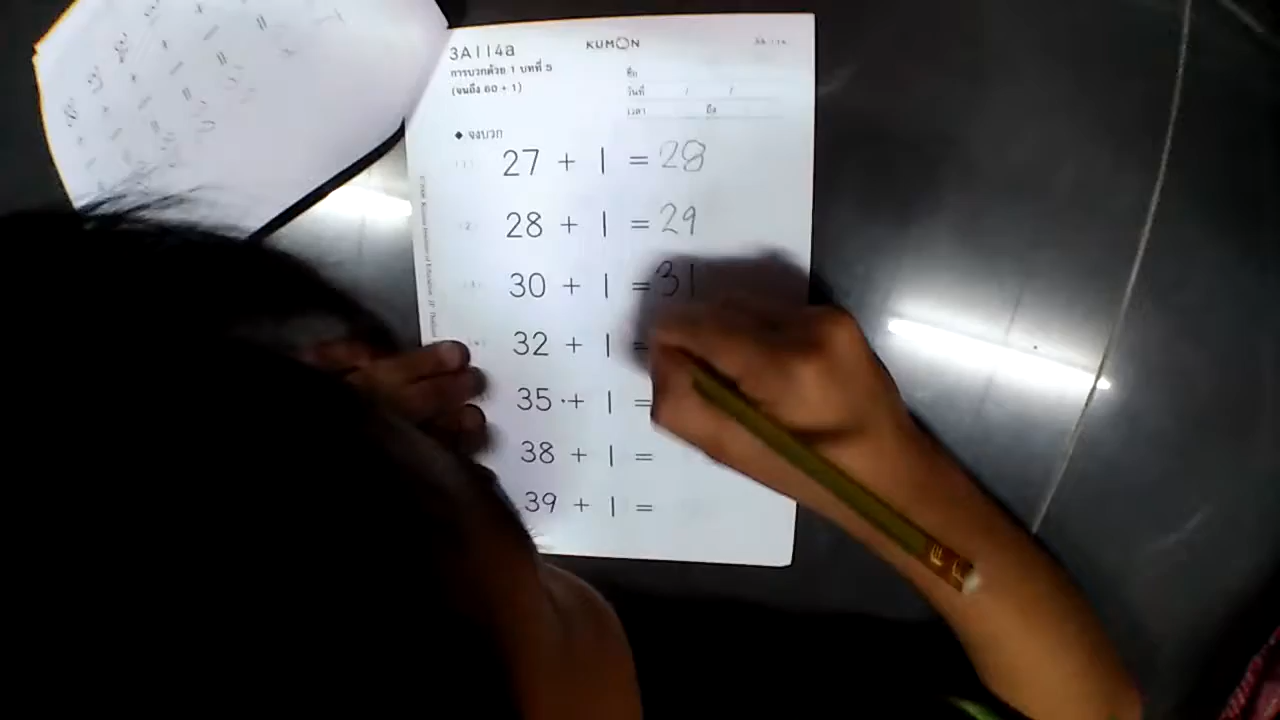 3A114a
KUMON
การบวกด้วย 1 บทที่ 5
(จนถึง 60 + 1)
ชื่อ
วันที่ / /
เวลา ถึง
◆ จงบวก
27 + 1 = 28
28 + 1 = 29
30 + 1 = 31
32 + 1 =
35 + 1 =
38 + 1 =
39 + 1 =